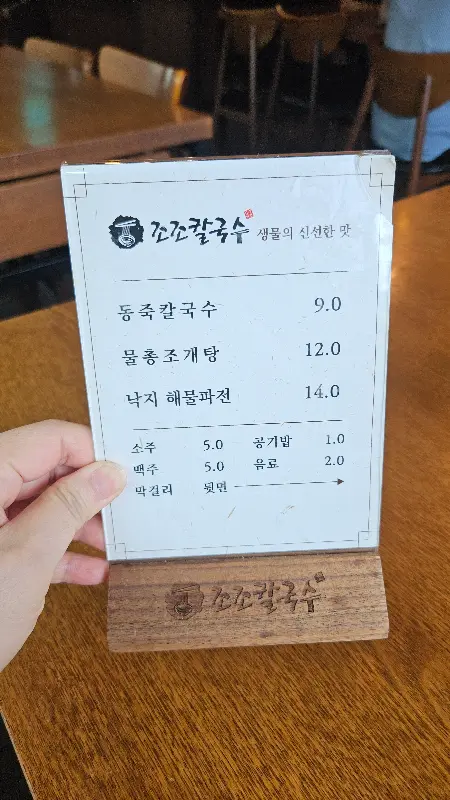 조조칼국수 생물의 신선한 맛
동죽칼국수 9.0
물총조개탕 12.0
낙지 해물파전 14.0
소주 5.0 공기밥 1.0
맥주 5.0 음료 2.0
막걸리 뒷면
조조칼국수